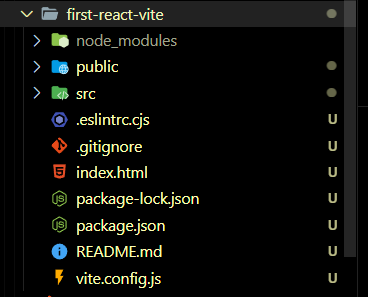 first-react-vite
node_modules
public
src
.eslintrc.cjs U
.gitignore U
index.html U
package-lock.json U
package.json U
README.md U
vite.config.js U